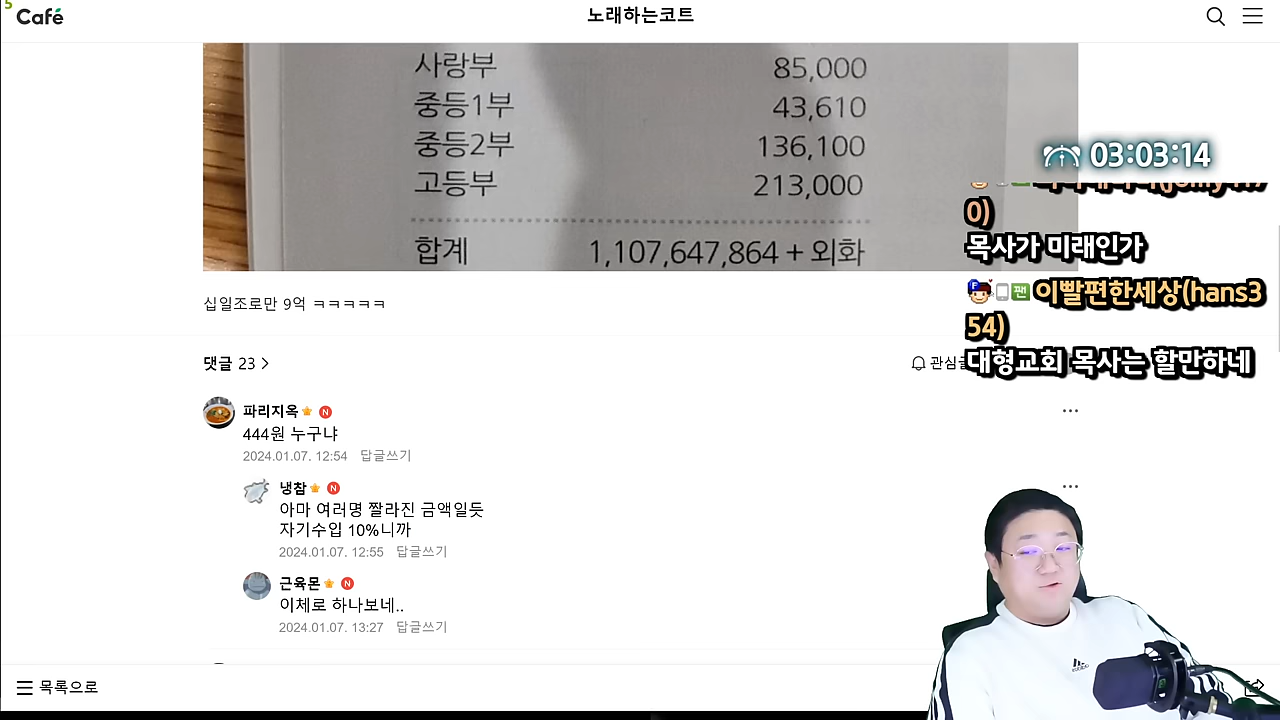 5
Café
노래하는코트
사랑부 85,000
중등1부 43,610
중등2부 136,100
고등부 213,000
합계 1,107,647,864 + 외화
03:03:14
0)
목사가 미래인가
F 팬 이빨편한세상(hans3
54)
대형교회 목사는 할만하네
십일조로만 9억 ㅋㅋㅋㅋㅋ
댓글 23
파리지옥 N
444원 누구냐
2024.01.07. 12:54 답글쓰기
냉참 N
아마 여러명 짤라진 금액일듯
자기수입 10%니까
2024.01.07. 12:55 답글쓰기
근육몬 N
이체로 하나보네..
2024.01.07. 13:27 답글쓰기
목록으로